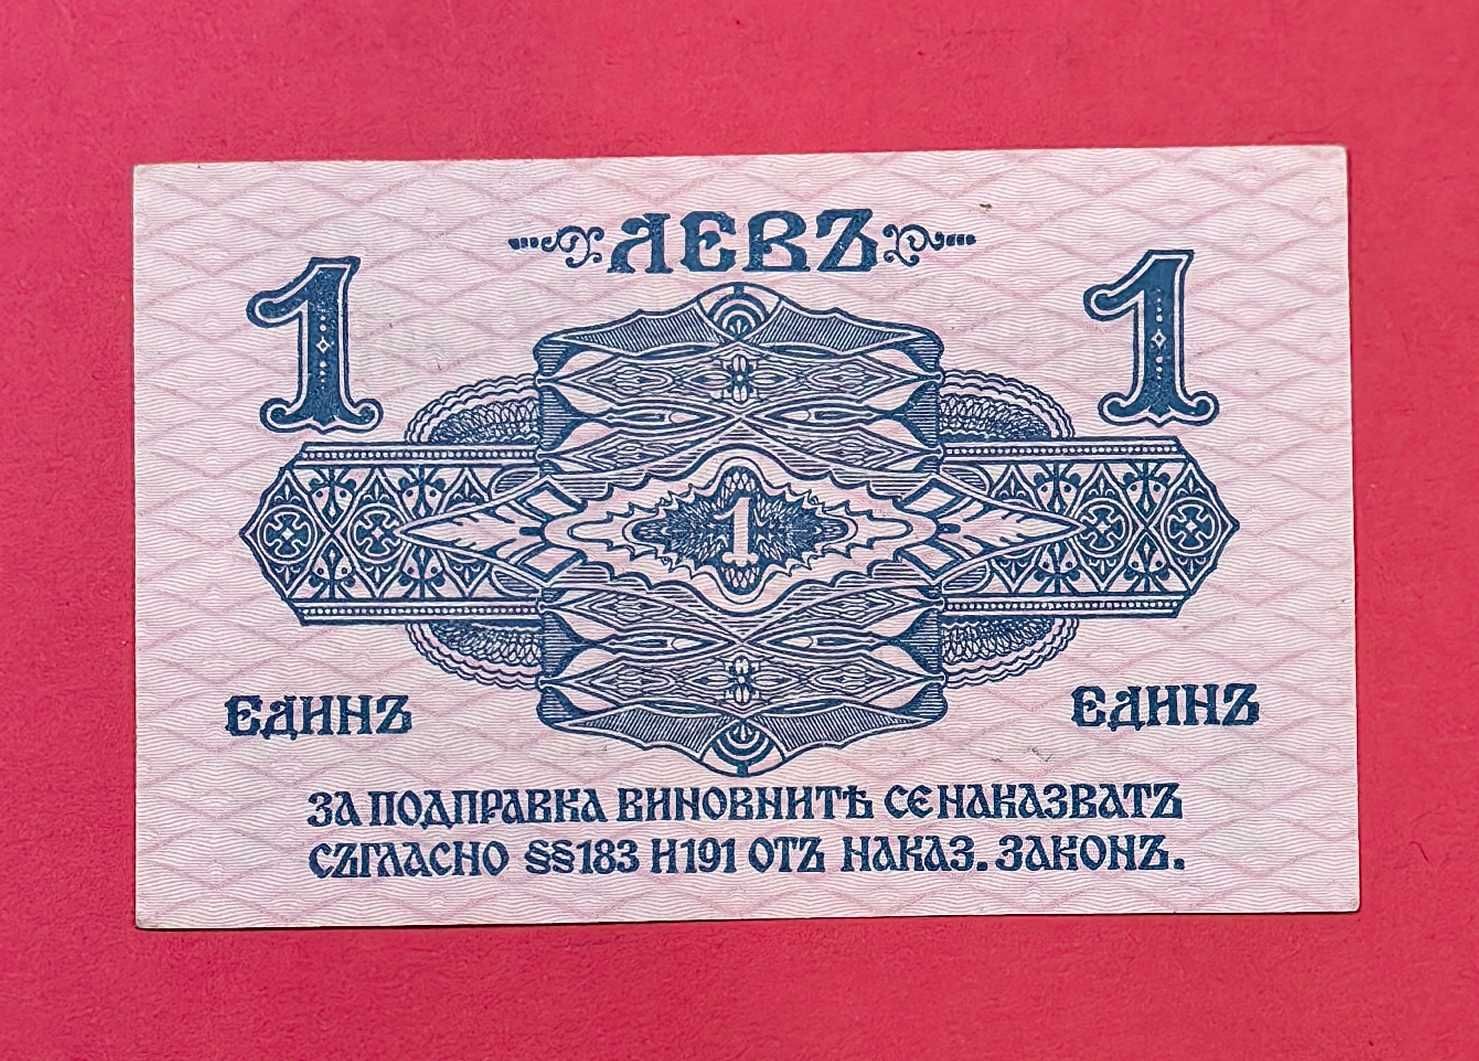 ЛЕВЪ
1 1
1
ЕДИНЪ ЕДИНЪ
ЗА ПОДПРАВКА ВИНОВНИТѢ СЕ НАКАЗВАТЪ
СЪГЛАСНО §§183 И 191 ОТЪ НАКАЗ. ЗАКОНЪ.